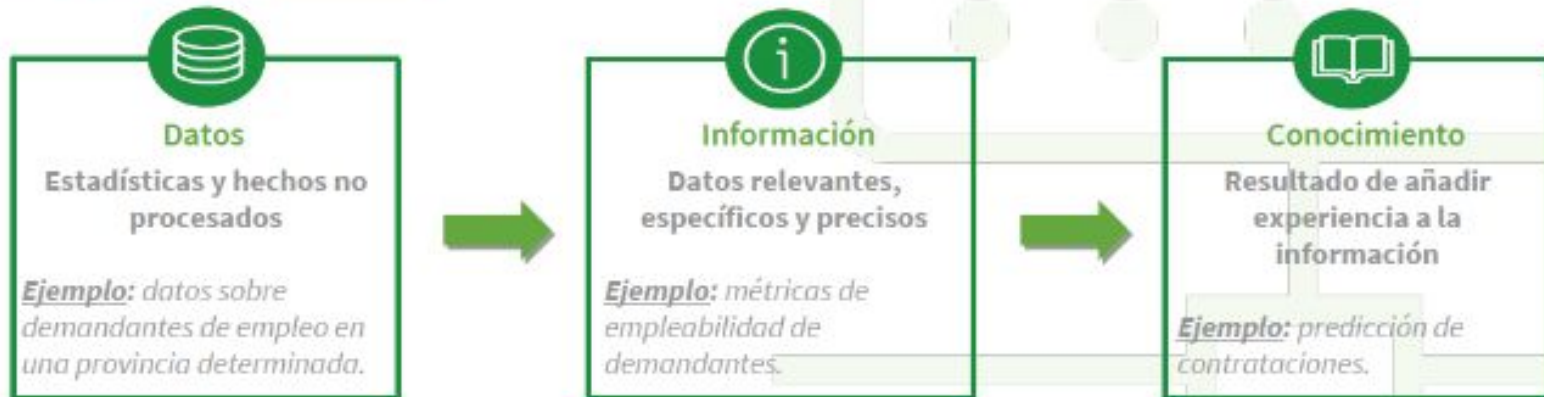 Datos
Estadísticas y hechos no
procesados
Ejemplo: datos sobre
demandantes de empleo en
una provincia determinada.
Información
Datos relevantes,
específicos y precisos
Ejemplo: métricas de
empleabilidad de
demandantes.
Conocimiento
Resultado de añadir
experiencia a la
información
Ejemplo: predicción de
contrataciones.